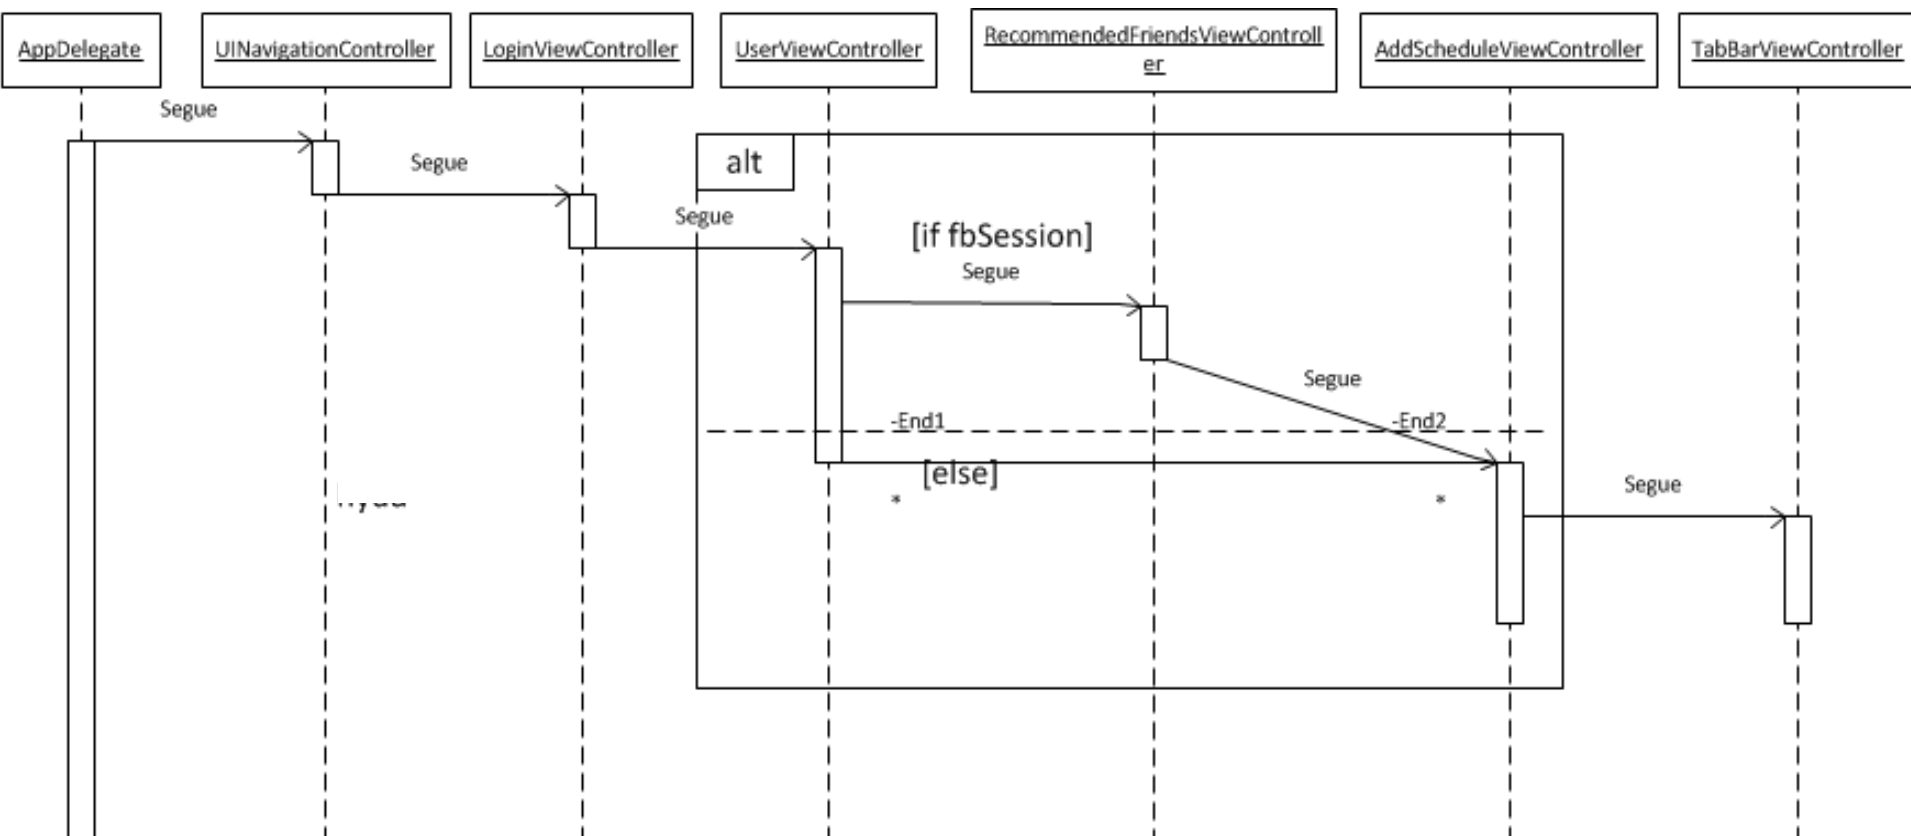 AppDelegate
UINavigationController
LoginViewController
UserViewController
RecommendedFriendsViewControll
er
AddScheduleViewController
TabBarViewController
Segue
Segue
alt
Segue
[if fbSession]
Segue
Segue
-End1
-End2
[else]
*
*
Segue